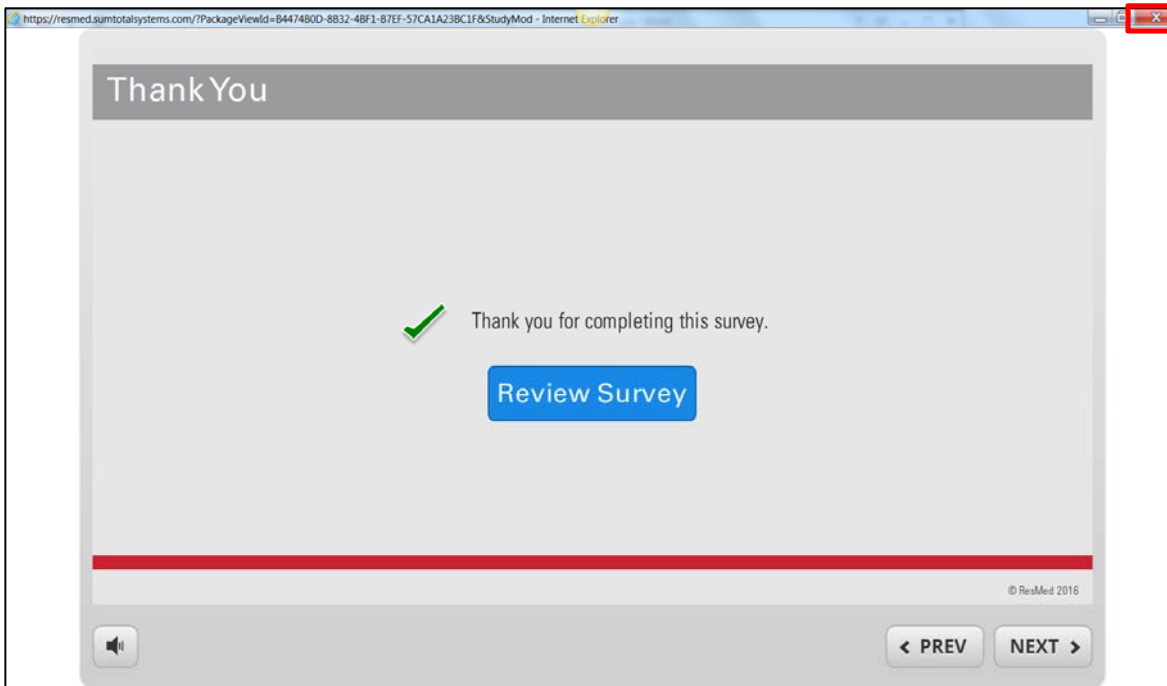 https://resmed.sumtotalsystems.com/?PackageViewId=B4474B0D-8B32-4BF1-B7EF-57CA1A23BC1F&StudyMod - Internet Explorer
Thank You
Thank you for completing this survey.
Review Survey
© ResMed 2016
< PREV
NEXT >